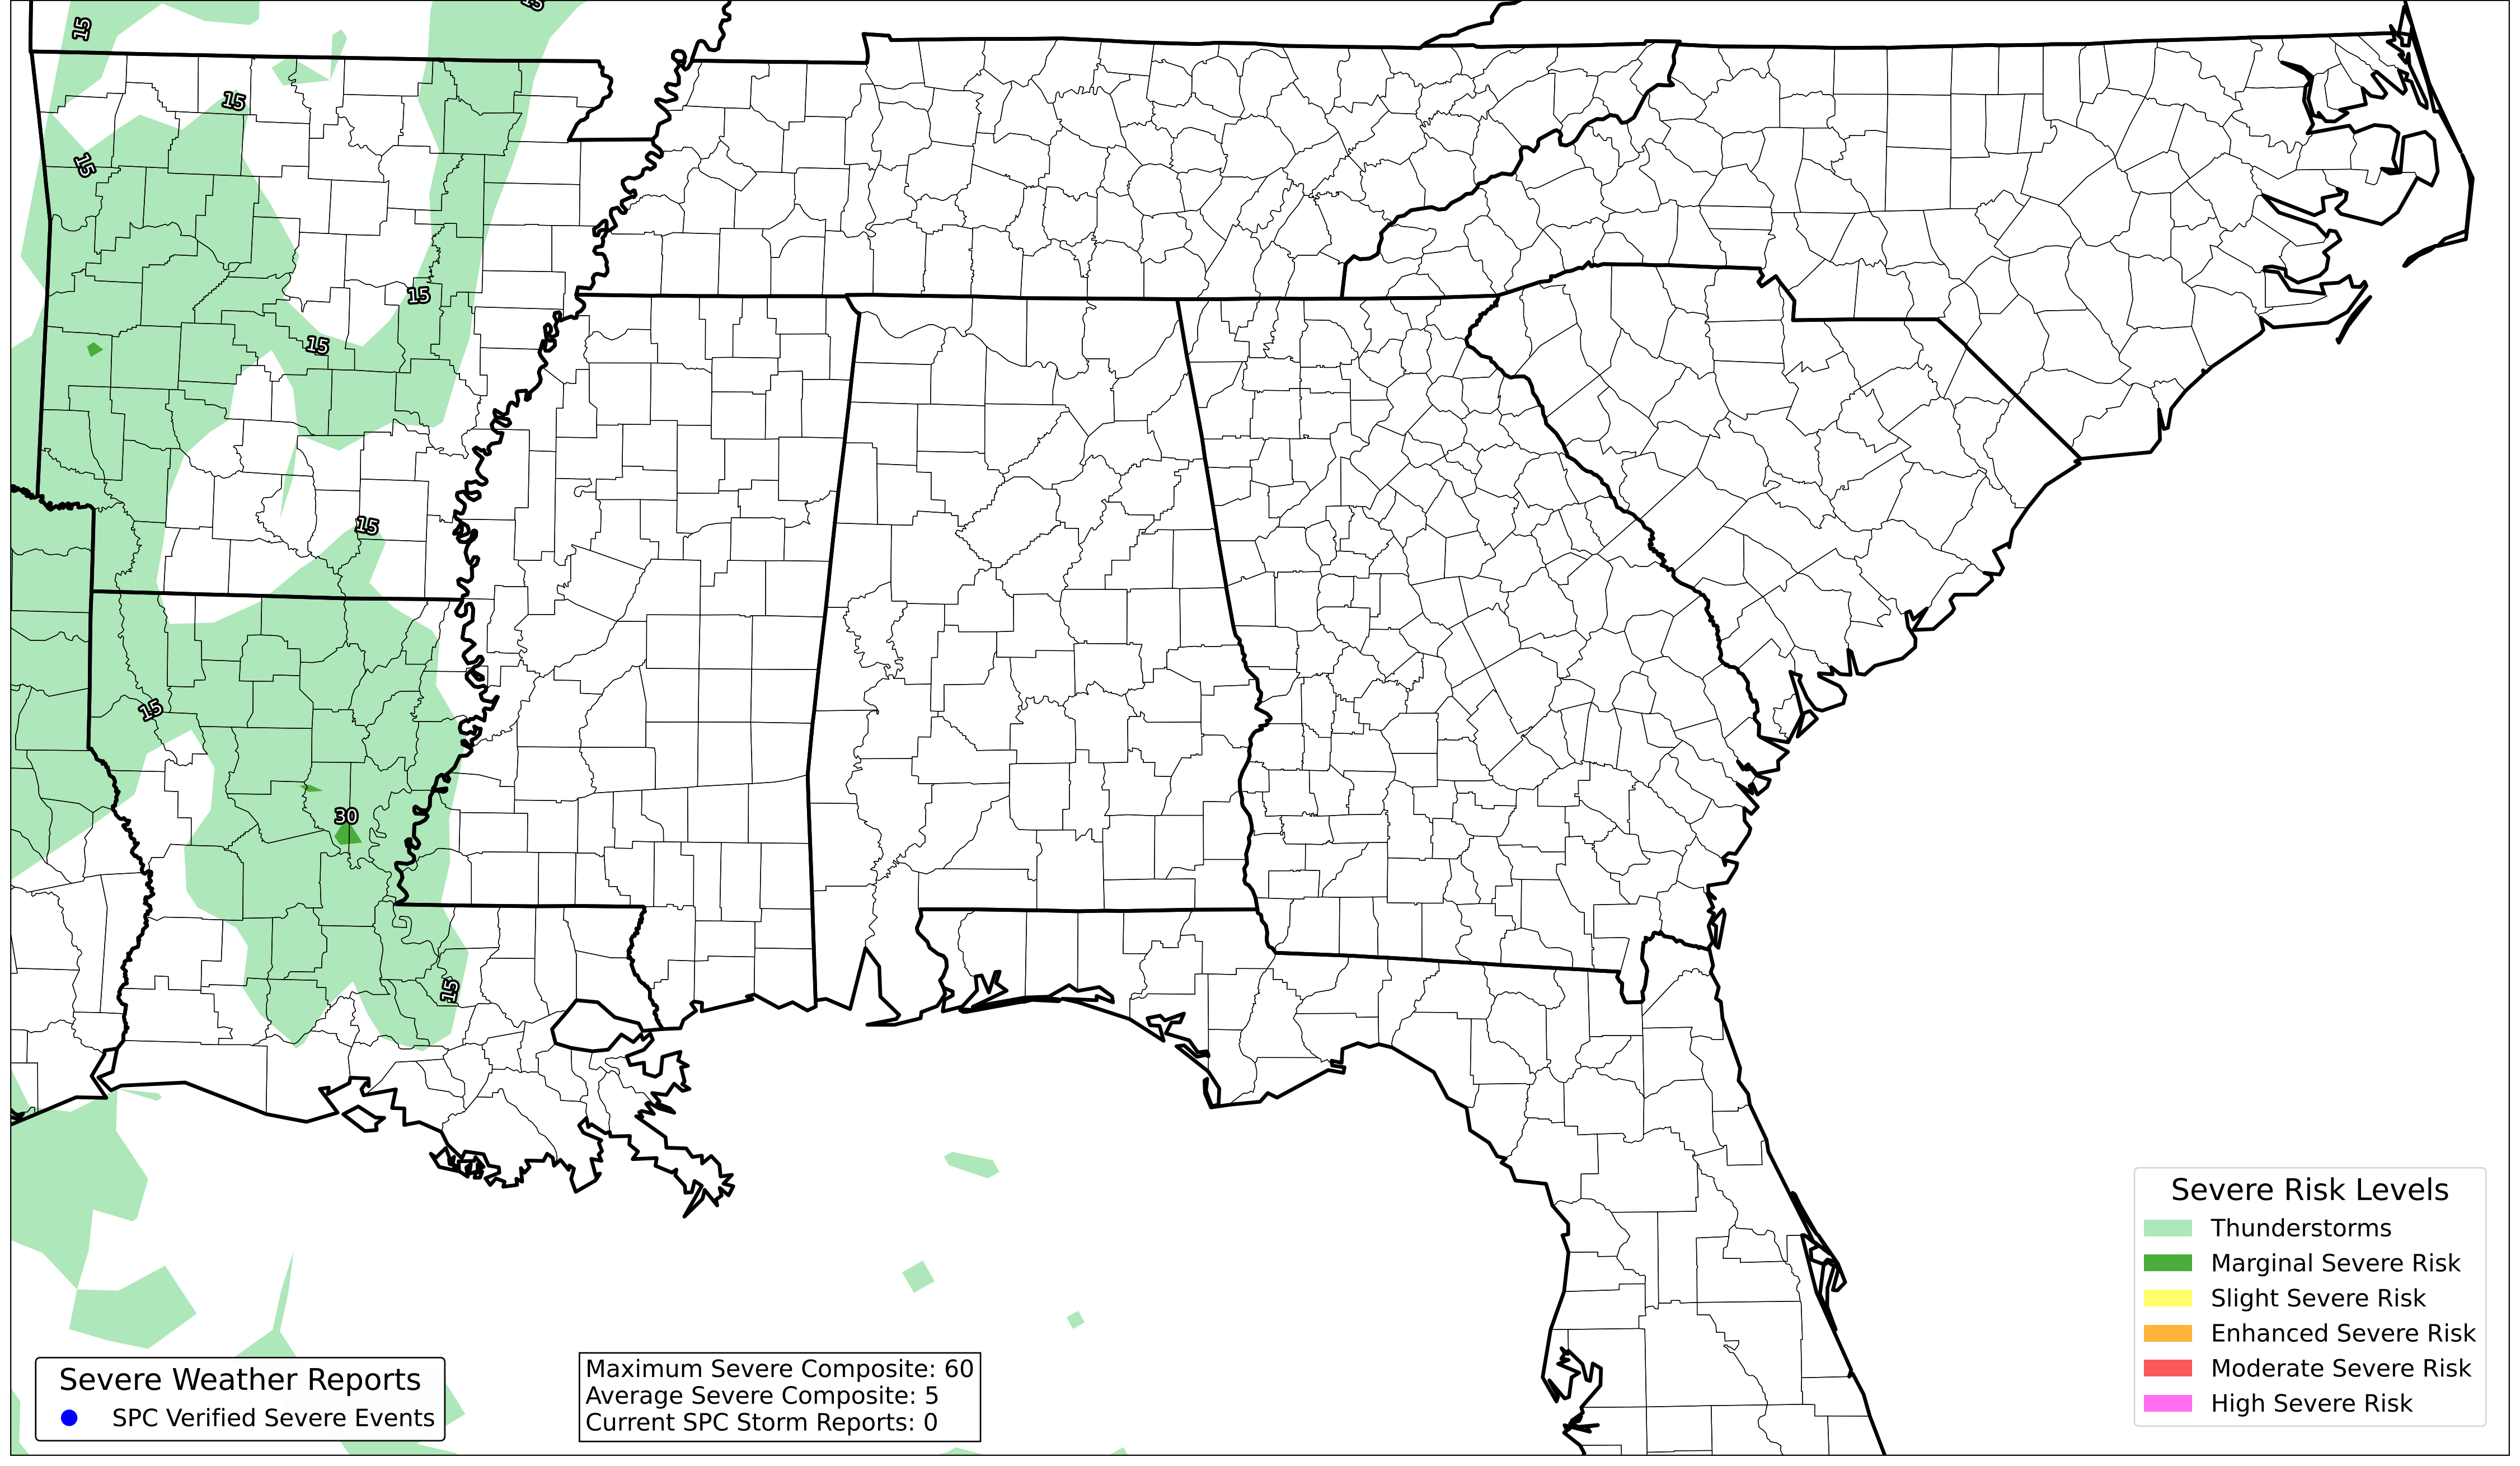 15
15
15
15
15
15
15
15
30
15
Severe Risk Levels
Thunderstorms
Marginal Severe Risk
Slight Severe Risk
Enhanced Severe Risk
Moderate Severe Risk
High Severe Risk
Severe Weather Reports
SPC Verified Severe Events
Maximum Severe Composite: 60
Average Severe Composite: 5
Current SPC Storm Reports: 0